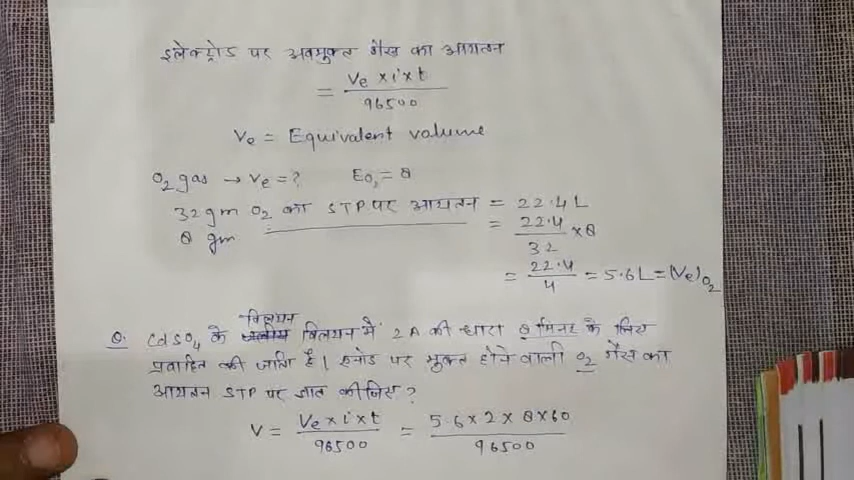 इलेक्ट्रोड पर अवमुक्त गैस का आयतन
= Ve × i × t / 96500
Ve = Equivalent volume
O2 gas → Ve = ? EO2 = 8
32 gm O2 का STP पर आयतन = 22.4 L
8 gm = 22.4 / 32 × 8
= 22.4 / 4 = 5.6 L = (Ve)O2
विलयन
Q. CdSO4 के विलयन में 2 A की धारा 8 मिनट के लिए
प्रवाहित की जाती है। एनोड पर मुक्त होने वाली O2 गैस का
आयतन STP पर ज्ञात कीजिए?
V = Ve × i × t / 96500 = 5.6 × 2 × 8 × 60 / 96500